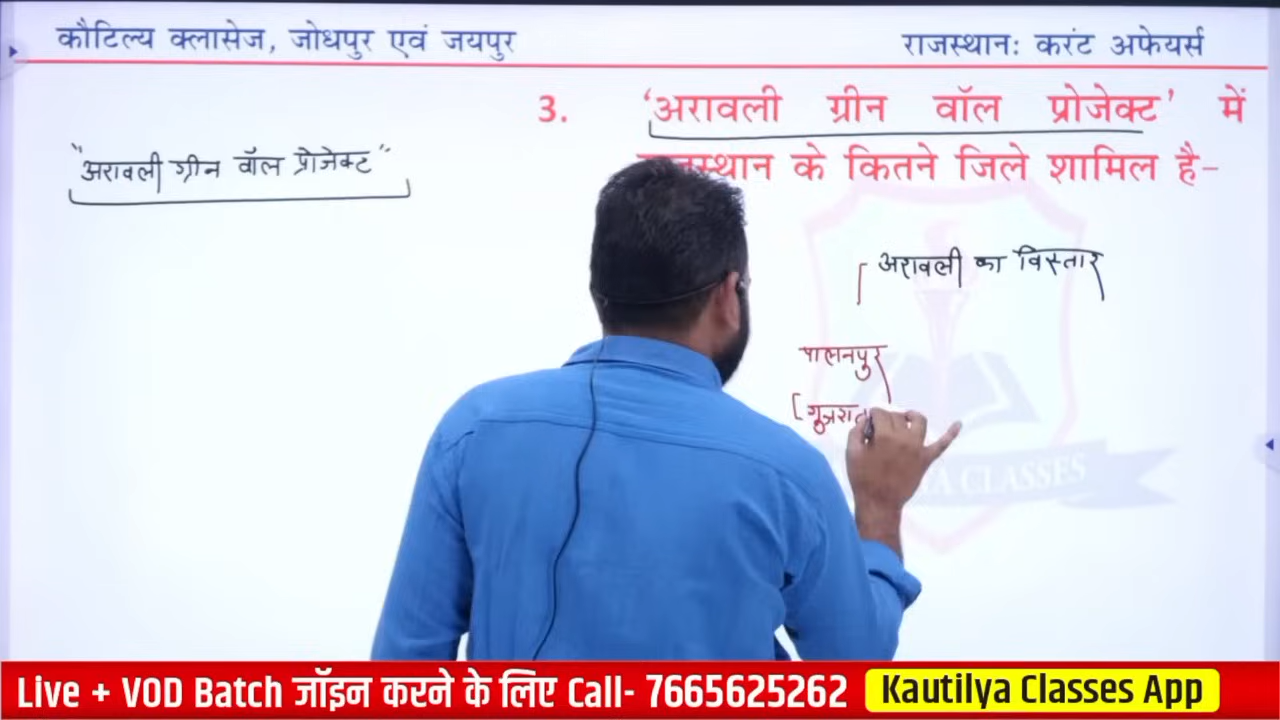 कौटिल्य क्लासेज, जोधपुर एवं जयपुर
राजस्थान: करंट अफेयर्स
3. 'अरावली ग्रीन वॉल प्रोजेक्ट' में
के कितने जिले शामिल है-
"अरावली ग्रीन वॉल प्रोजेक्ट"
अरावली का विस्तार
पालनपुर
CLASSES
Live + VOD Batch जॉइन करने के लिए Call- 7665625262
Kautilya Classes App